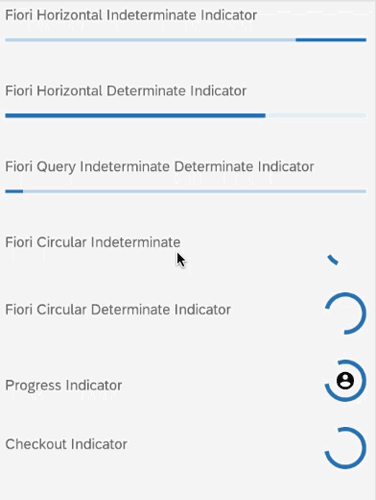 Fiori Horizontal Indeterminate Indicator
Fiori Horizontal Determinate Indicator
Fiori Query Indeterminate Determinate Indicator
Fiori Circular Indeterminate
Fiori Circular Determinate Indicator
Progress Indicator
Checkout Indicator